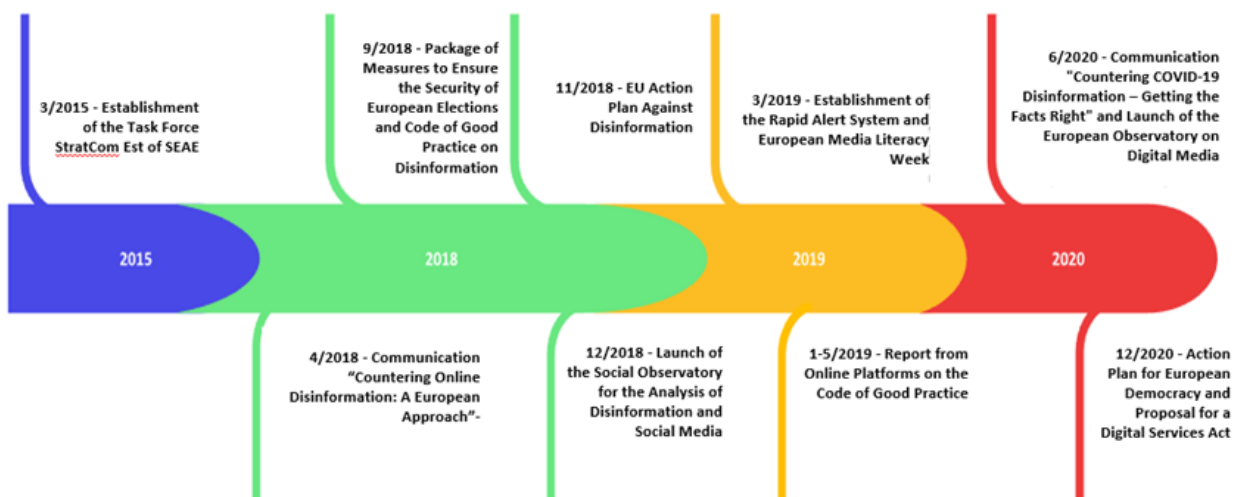 3/2015 - Establishment
of the Task Force
StratCom Est of SEAE
9/2018 - Package of
Measures to Ensure
the Security of
European Elections
and Code of Good
Practice on
Disinformation
11/2018 - EU Action
Plan Against
Disinformation
3/2019 - Establishment of
the Rapid Alert System and
European Media Literacy
Week
6/2020 - Communication
"Countering COVID-19
Disinformation – Getting the
Facts Right" and Launch of the
European Observatory on
Digital Media
2015
2018
2019
2020
4/2018 - Communication
“Countering Online
Disinformation: A European
Approach”-
12/2018 - Launch of
the Social Observatory
for the Analysis of
Disinformation and
Social Media
1-5/2019 - Report from
Online Platforms on the
Code of Good Practice
12/2020 - Action
Plan for European
Democracy and
Proposal for a
Digital Services Act